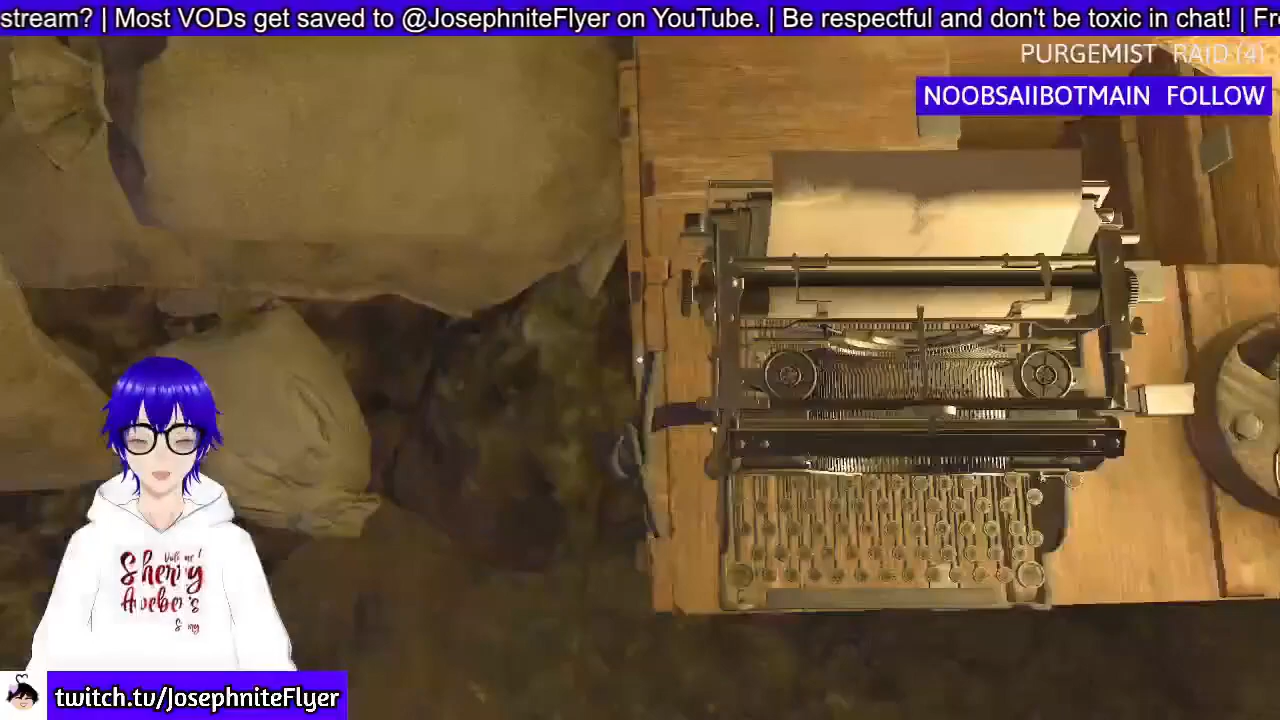 stream? | Most VODs get saved to @JosephniteFlyer on YouTube. | Be respectful and don't be toxic in chat! | Fre
PURGEMIST RAID (4)
NOOBSAIIBOTMAIN FOLLOW
twitch.tv/JosephniteFlyer